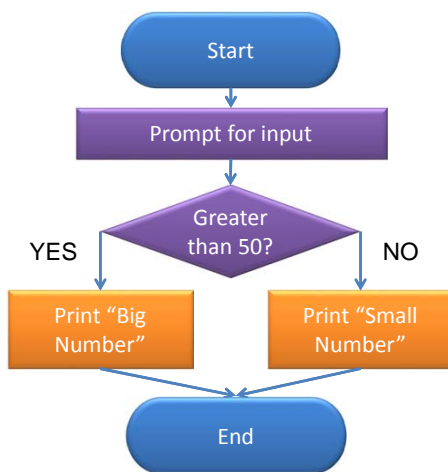 Start
Prompt for input
Greater
than 50?
YES
NO
Print “Big
Number”
Print “Small
Number”
End